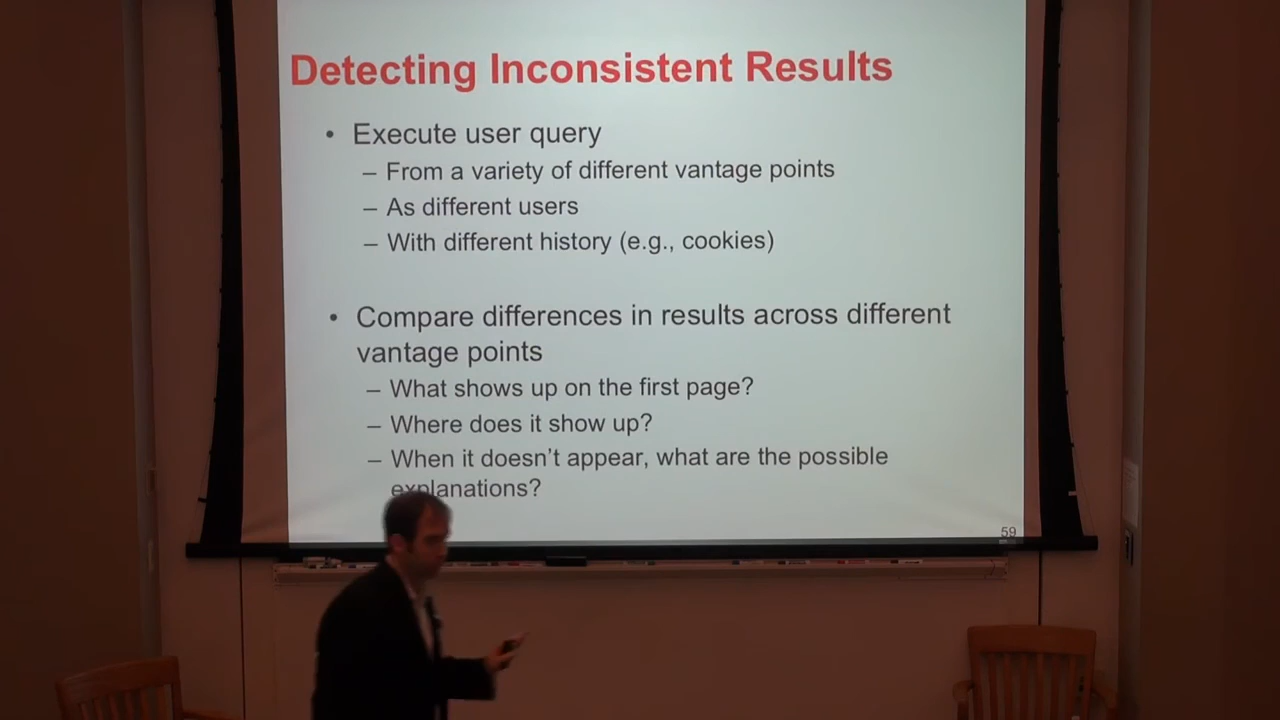 Detecting Inconsistent Results
• Execute user query
– From a variety of different vantage points
– As different users
– With different history (e.g., cookies)
• Compare differences in results across different
vantage points
– What shows up on the first page?
– Where does it show up?
– When it doesn't appear, what are the possible
explanations?
59